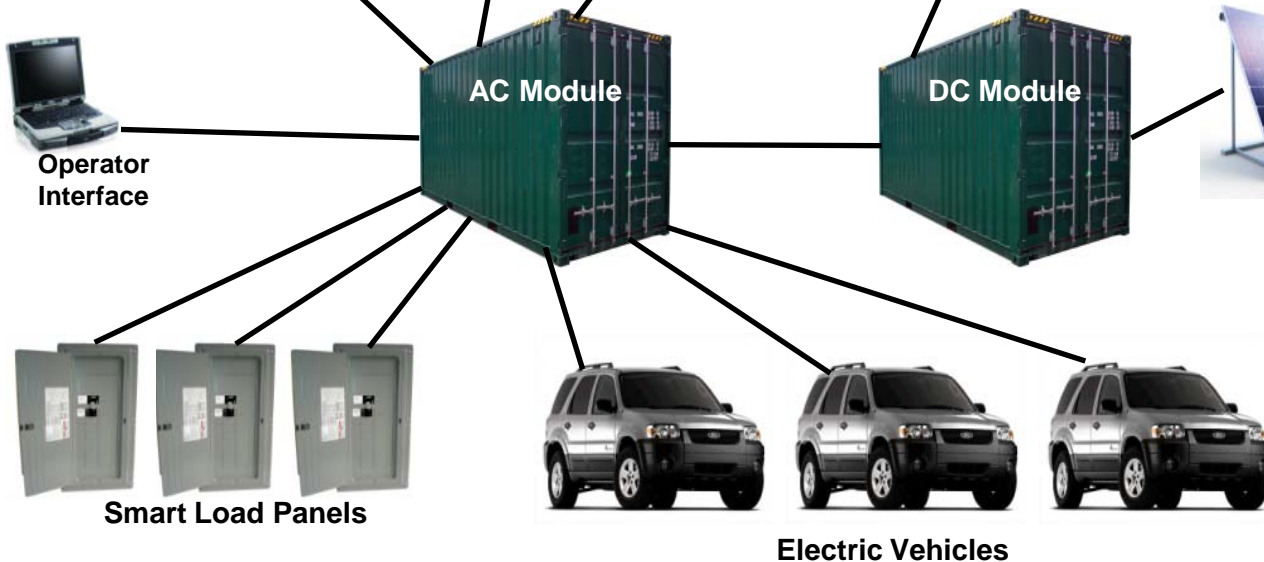 AC Module
DC Module
Operator
Interface
Smart Load Panels
Electric Vehicles